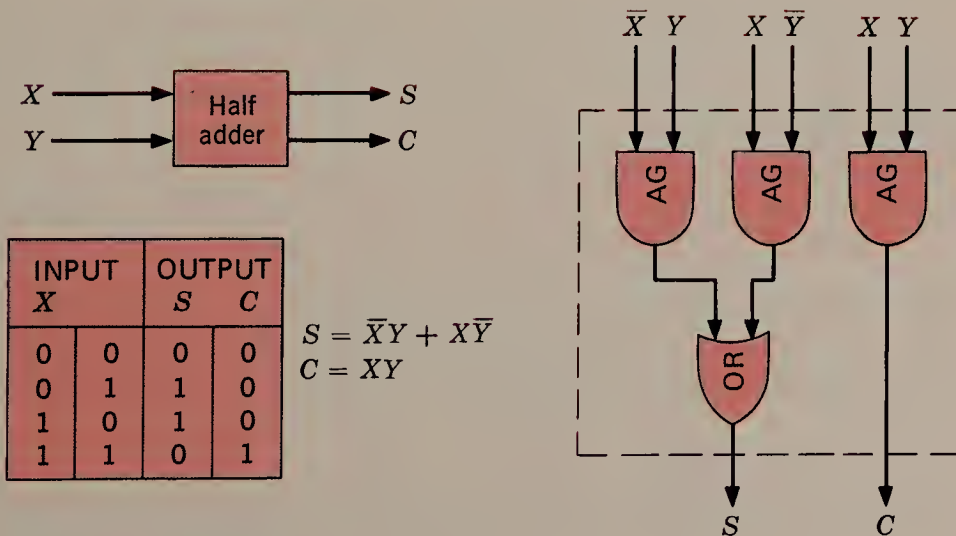 X
Y
Half
adder
S
C
INPUT OUTPUT
X S C
0 0 0 0
0 1 1 0
1 0 1 0
1 1 0 1
S = X̅Y + XY̅
C = XY
X̅ Y X Y̅ X Y
AG AG AG
OR
S C